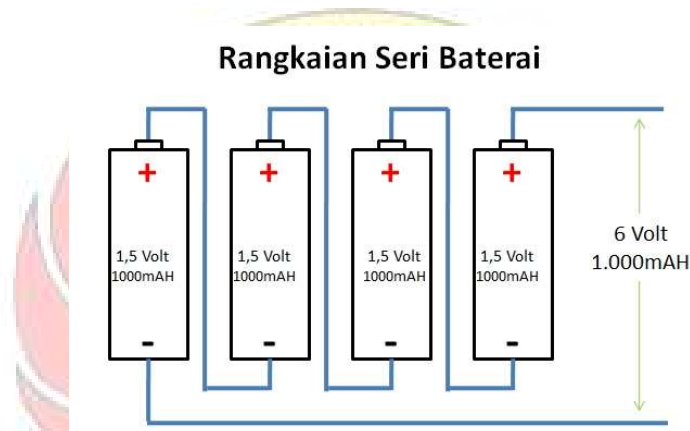 Rangkaian Seri Baterai
+
+
+
+
1,5 Volt
1000mAH
1,5 Volt
1000mAH
1,5 Volt
1000mAH
1,5 Volt
1000mAH
6 Volt
1.000mAH
-
-
-
-